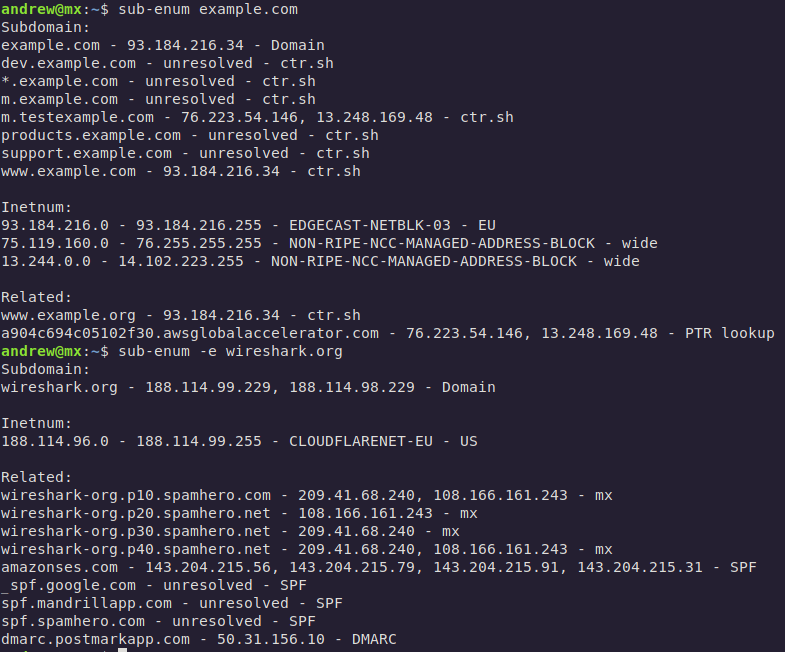 andrew@mx:~$ sub-enum example.com
Subdomain:
example.com - 93.184.216.34 - Domain
dev.example.com - unresolved - ctr.sh
*.example.com - unresolved - ctr.sh
m.example.com - unresolved - ctr.sh
m.testexample.com - 76.223.54.146, 13.248.169.48 - ctr.sh
products.example.com - unresolved - ctr.sh
support.example.com - unresolved - ctr.sh
www.example.com - 93.184.216.34 - ctr.sh

Inetnum:
93.184.216.0 - 93.184.216.255 - EDGECAST-NETBLK-03 - EU
75.119.160.0 - 76.255.255.255 - NON-RIPE-NCC-MANAGED-ADDRESS-BLOCK - wide
13.244.0.0 - 14.102.223.255 - NON-RIPE-NCC-MANAGED-ADDRESS-BLOCK - wide

Related:
www.example.org - 93.184.216.34 - ctr.sh
a904c694c05102f30.awsglobalaccelerator.com - 76.223.54.146, 13.248.169.48 - PTR lookup
andrew@mx:~$ sub-enum -e wireshark.org
Subdomain:
wireshark.org - 188.114.99.229, 188.114.98.229 - Domain

Inetnum:
188.114.96.0 - 188.114.99.255 - CLOUDFLARENET-EU - US

Related:
wireshark-org.p10.spamhero.com - 209.41.68.240, 108.166.161.243 - mx
wireshark-org.p20.spamhero.net - 108.166.161.243 - mx
wireshark-org.p30.spamhero.net - 209.41.68.240 - mx
wireshark-org.p40.spamhero.net - 209.41.68.240, 108.166.161.243 - mx
amazonses.com - 143.204.215.56, 143.204.215.79, 143.204.215.91, 143.204.215.31 - SPF
_spf.google.com - unresolved - SPF
spf.mandrillapp.com - unresolved - SPF
spf.spamhero.com - unresolved - SPF
dmarc.postmarkapp.com - 50.31.156.10 - DMARC